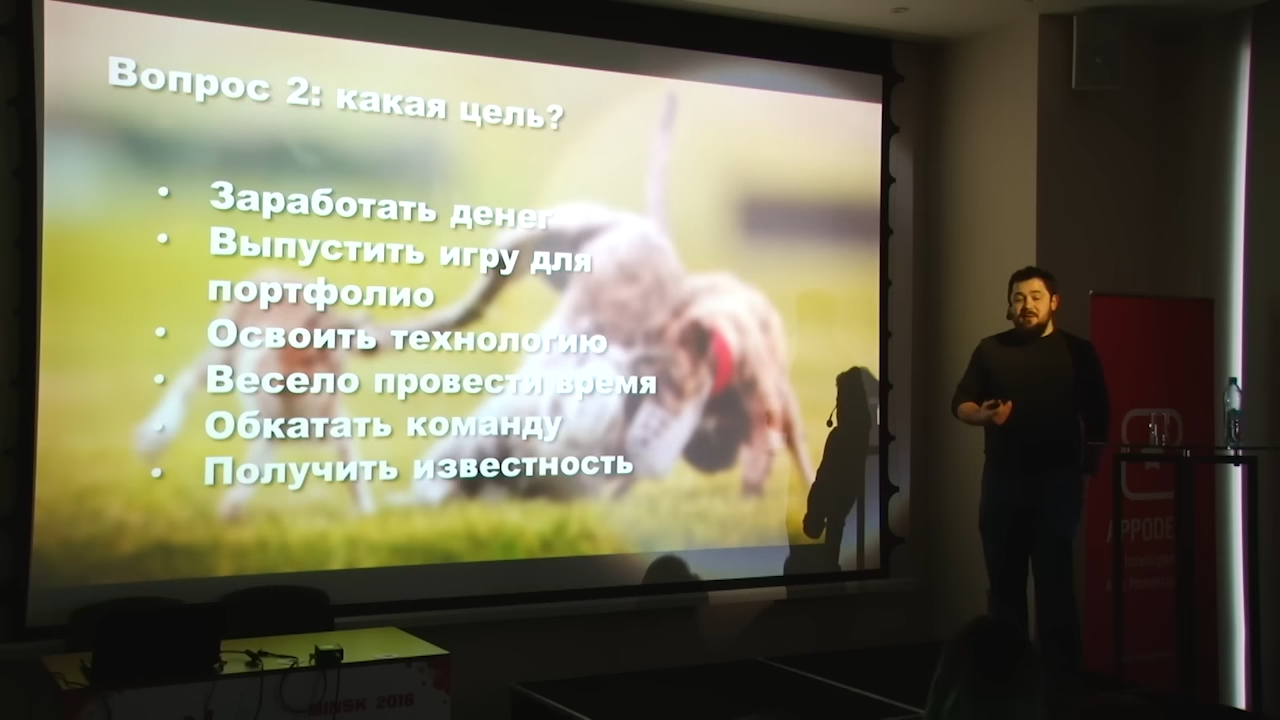 Вопрос 2: какая цель?
• Заработать денег
• Выпустить игру для
портфолио
• Освоить технологию
• Весело провести время
• Обкатать команду
• Получить известность
APPODE
MINSK 2016